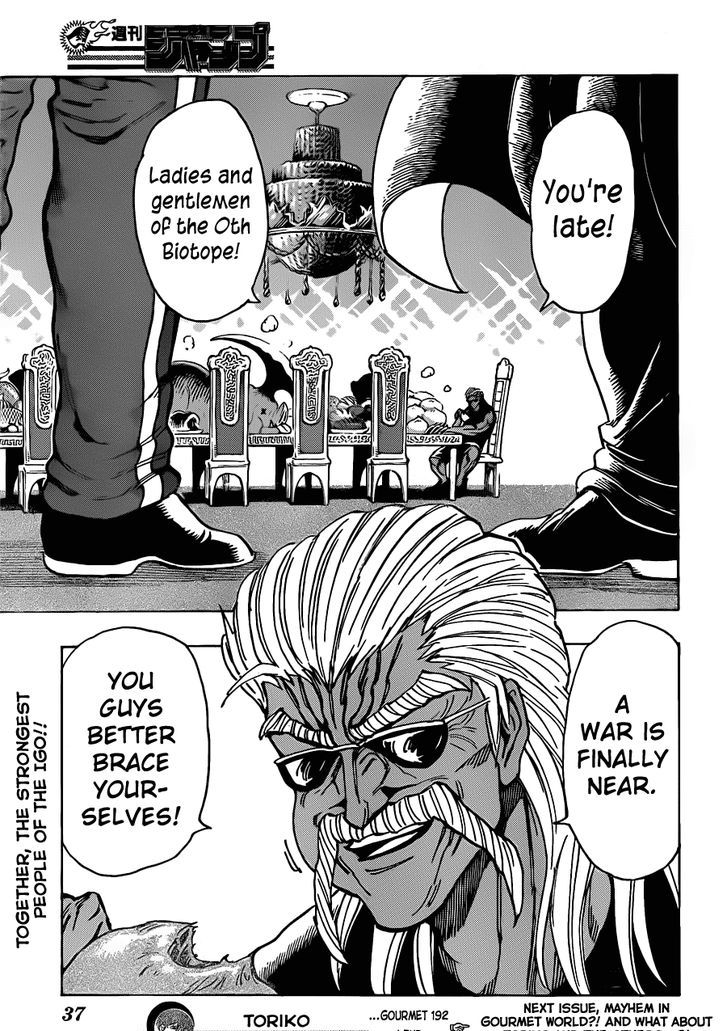 週刊
ジャンプ
You're
late!
Ladies and
gentlemen
of the 0th
Biotope!
A
WAR IS
FINALLY
NEAR.
YOU
GUYS
BETTER
BRACE
YOUR-
SELVES!
TOGETHER, THE STRONGEST
PEOPLE OF THE IGO!!
37
TORIKO
...GOURMET 192
NEXT ISSUE, MAYHEM IN
GOURMET WORLD?! AND WHAT ABOUT